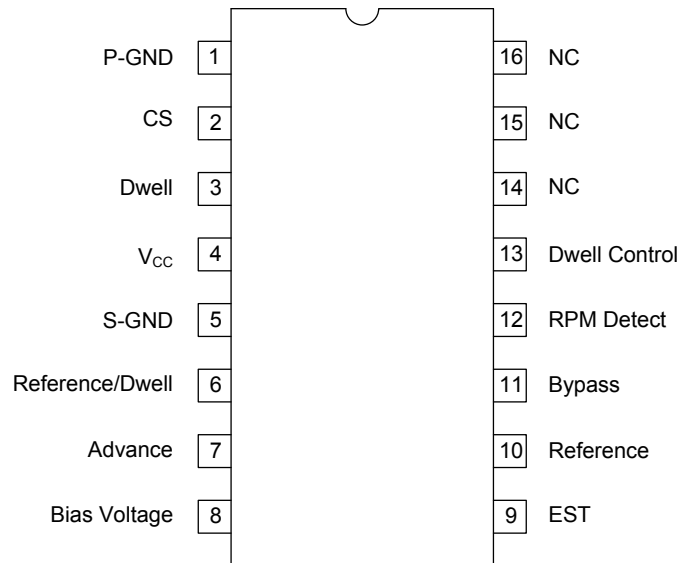 P-GND 1 16 NC
CS 2 15 NC
Dwell 3 14 NC
VCC 4 13 Dwell Control
S-GND 5 12 RPM Detect
Reference/Dwell 6 11 Bypass
Advance 7 10 Reference
Bias Voltage 8 9 EST